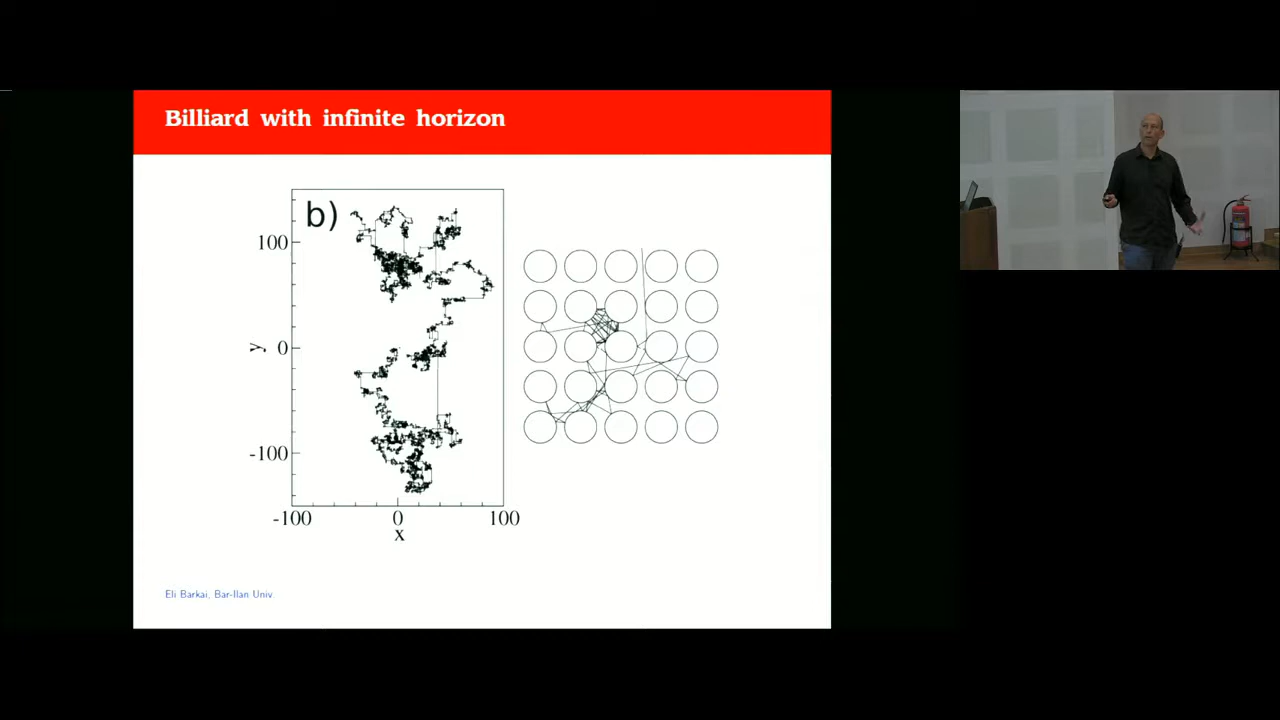 Billiard with infinite horizon
b)
100
0
-100
y
-100 0 100
x
Eli Barkai, Bar-Ilan Univ.